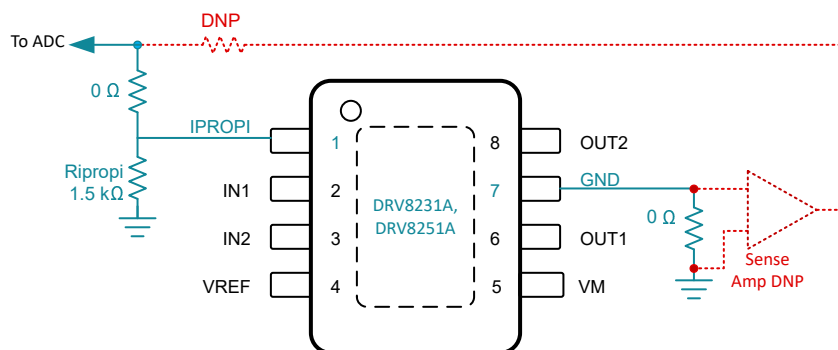 DNP
To ADC
0 Ω
IPROPI
Ripropi
1.5 kΩ
IN1
IN2
VREF
1
2
3
4
DRV8231A,
DRV8251A
8
7
6
5
OUT2
GND
OUT1
VM
0 Ω
Sense
Amp DNP